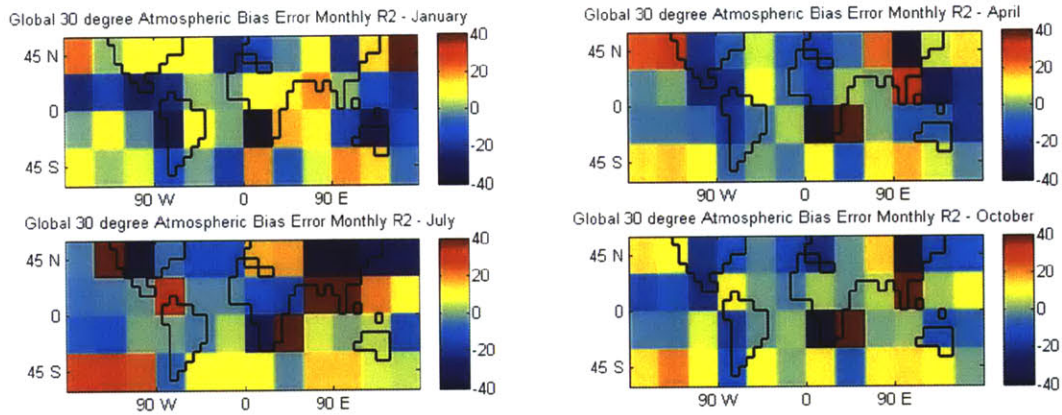 Global 30 degree Atmospheric Bias Error Monthly R2 - January
45 N
0
45 S
90 W
0
90 E
40
20
0
-20
-40
Global 30 degree Atmospheric Bias Error Monthly R2 - April
45 N
0
45 S
90 W
0
90 E
40
20
0
-20
-40
Global 30 degree Atmospheric Bias Error Monthly R2 - July
45 N
0
45 S
90 W
0
90 E
40
20
0
-20
-40
Global 30 degree Atmospheric Bias Error Monthly R2 - October
45 N
0
45 S
90 W
0
90 E
40
20
0
-20
-40